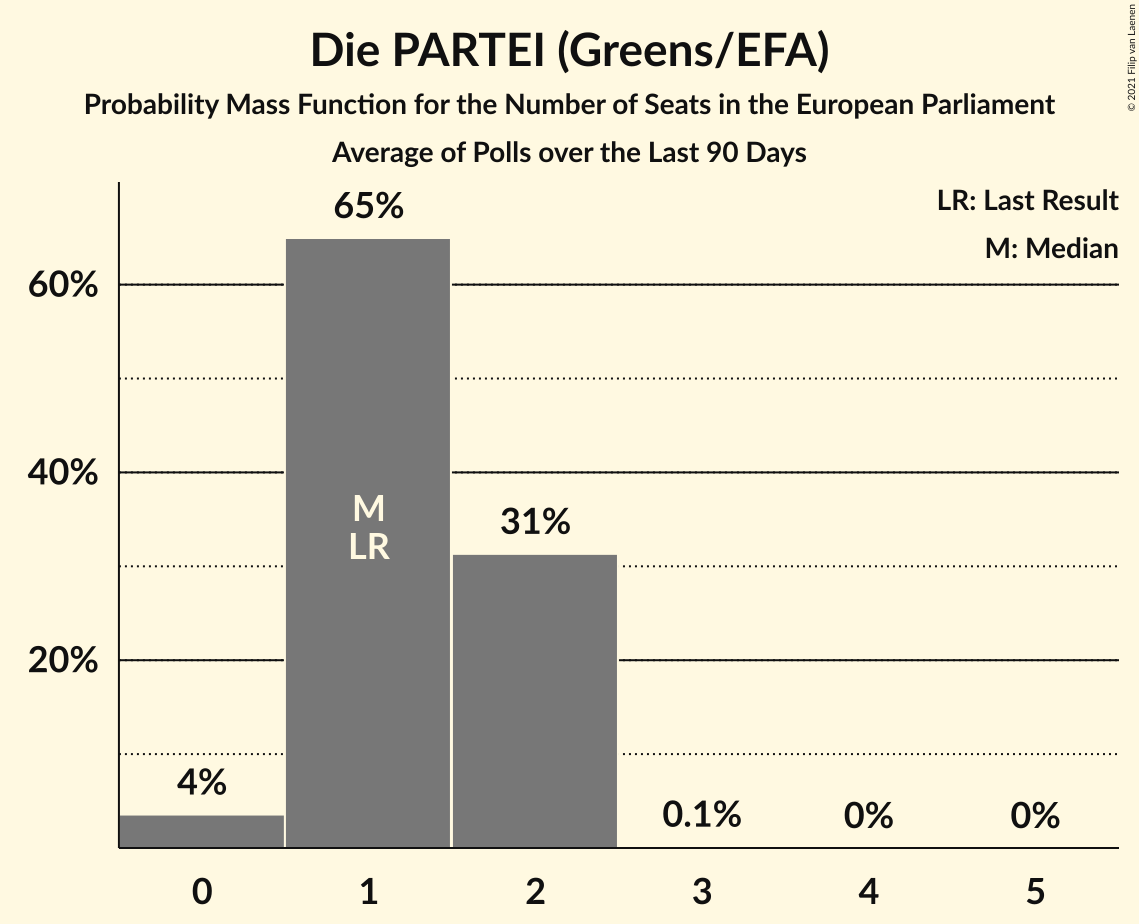 Die PARTEI (Greens/EFA)
Probability Mass Function for the Number of Seats in the European Parliament
Average of Polls over the Last 90 Days
© 2021 Filip van Laenen
LR: Last Result
M: Median
65%
60%
40%
M
LR
31%
20%
4%
0.1%
0%
0%
0
1
2
3
4
5